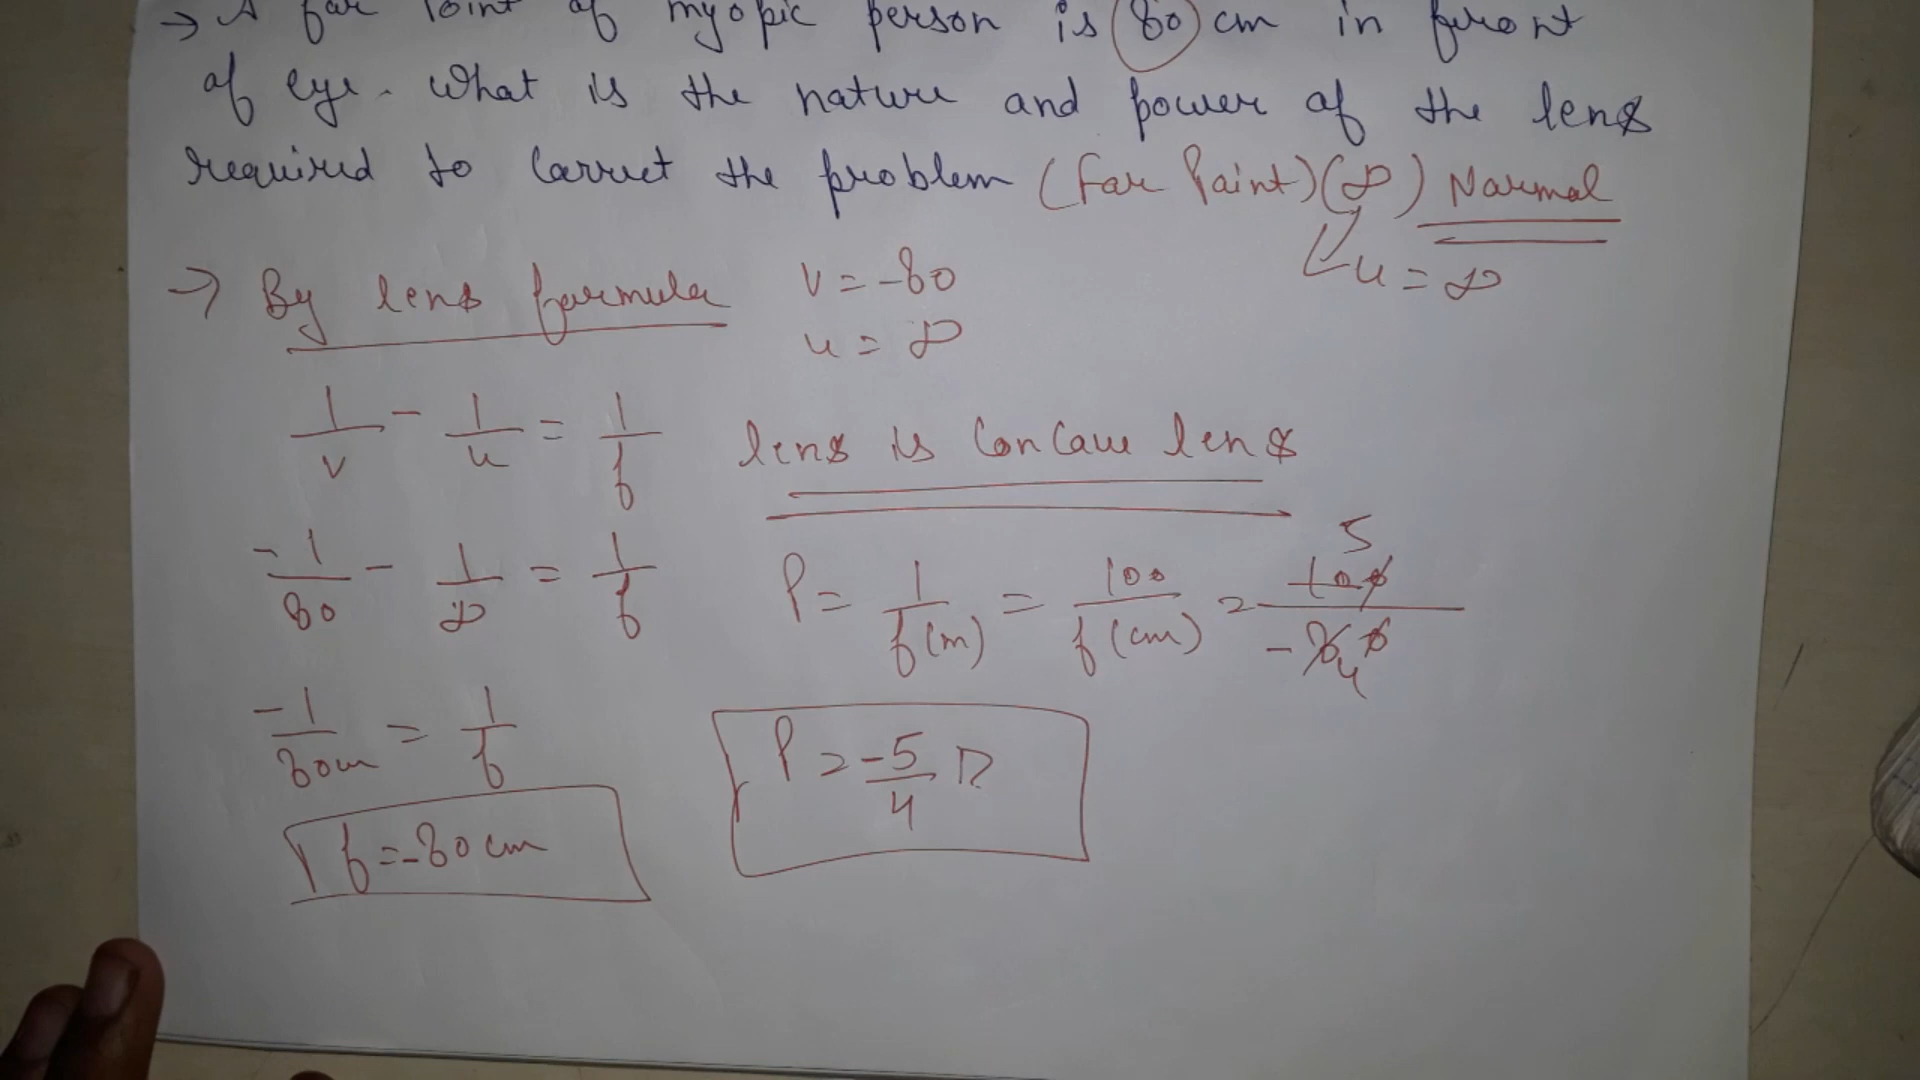 → A far Point of myopic person is 80 cm in front
of eye. What is the nature and power of the lens
required to correct the problem (Far Point) (∞) Normal
u = ∞
→ By lens formula v = -80
u = ∞
1/v - 1/u = 1/f lens is Concave lens
-1/80 - 1/∞ = 1/f P = 1/f(m) = 100/f(cm) = 100/-80 5 4
-1/80cm = 1/f P = -5/4 D
f = -80 cm